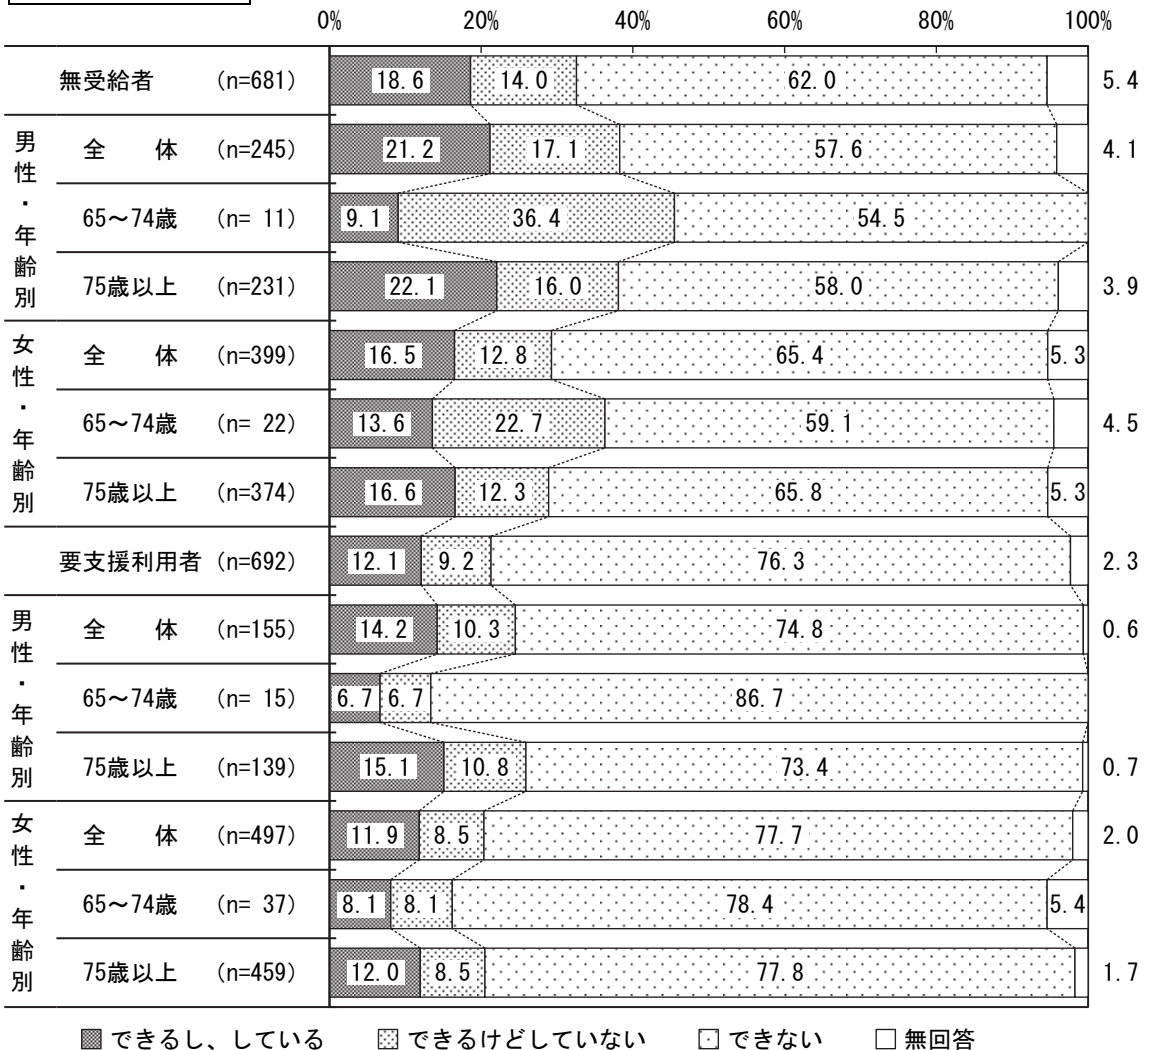 0% 20% 40% 60% 80% 100%
無受給者 (n=681) 18.6 14.0 62.0 5.4
男性・年齢別
全 体 (n=245) 21.2 17.1 57.6 4.1
65～74歳 (n= 11) 9.1 36.4 54.5
75歳以上 (n=231) 22.1 16.0 58.0 3.9
女性・年齢別
全 体 (n=399) 16.5 12.8 65.4 5.3
65～74歳 (n= 22) 13.6 22.7 59.1 4.5
75歳以上 (n=374) 16.6 12.3 65.8 5.3
要支援利用者 (n=692) 12.1 9.2 76.3 2.3
男性・年齢別
全 体 (n=155) 14.2 10.3 74.8 0.6
65～74歳 (n= 15) 6.7 6.7 86.7
75歳以上 (n=139) 15.1 10.8 73.4 0.7
女性・年齢別
全 体 (n=497) 11.9 8.5 77.7 2.0
65～74歳 (n= 37) 8.1 8.1 78.4 5.4
75歳以上 (n=459) 12.0 8.5 77.8 1.7
できるし、している できるけどしていない できない 無回答